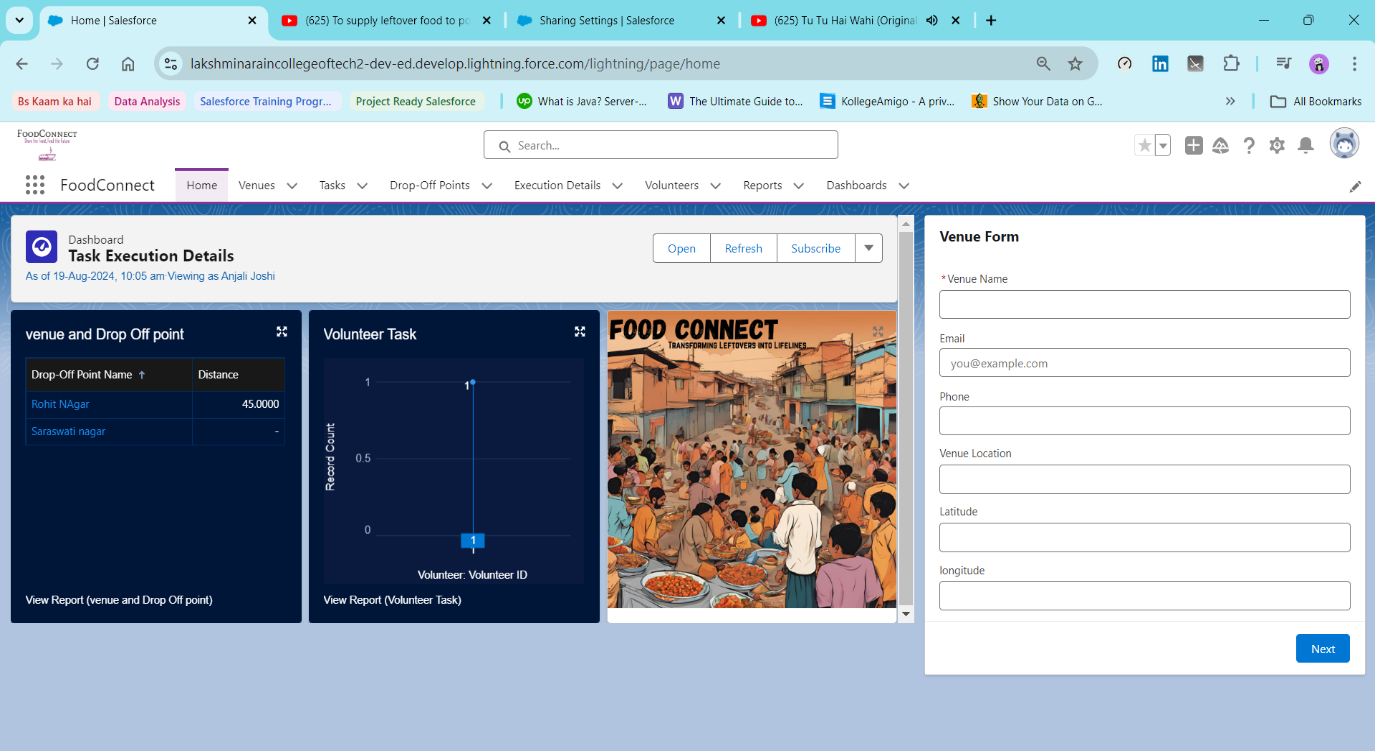 Home | Salesforce
(625) To supply leftover food to po
Sharing Settings | Salesforce
(625) Tu Tu Hai Wahi (Original
lakshminaraincollegeoftech2-dev-ed.develop.lightning.force.com/lightning/page/home
Bs Kaam ka hai
Data Analysis
Salesforce Training Progr...
Project Ready Salesforce
What is Java? Server-...
The Ultimate Guide to...
KollegeAmigo - A priv...
Show Your Data on G...
All Bookmarks
FOODCONNECT
Search...
FoodConnect
Home
Venues
Tasks
Drop-Off Points
Execution Details
Volunteers
Reports
Dashboards
Dashboard
Task Execution Details
As of 19-Aug-2024, 10:05 am·Viewing as Anjali Joshi
Open
Refresh
Subscribe
venue and Drop Off point
Drop-Off Point Name ↑ Distance
Rohit NAgar 45.0000
Saraswati nagar -
View Report (venue and Drop Off point)
Volunteer Task
Record Count
1
0.5
0
1
1
Volunteer: Volunteer ID
View Report (Volunteer Task)
FOOD CONNECT
TRANSFORMING LEFTOVERS INTO LIFELINES...
Venue Form
*Venue Name
Email
you@example.com
Phone
Venue Location
Latitude
longitude
Next